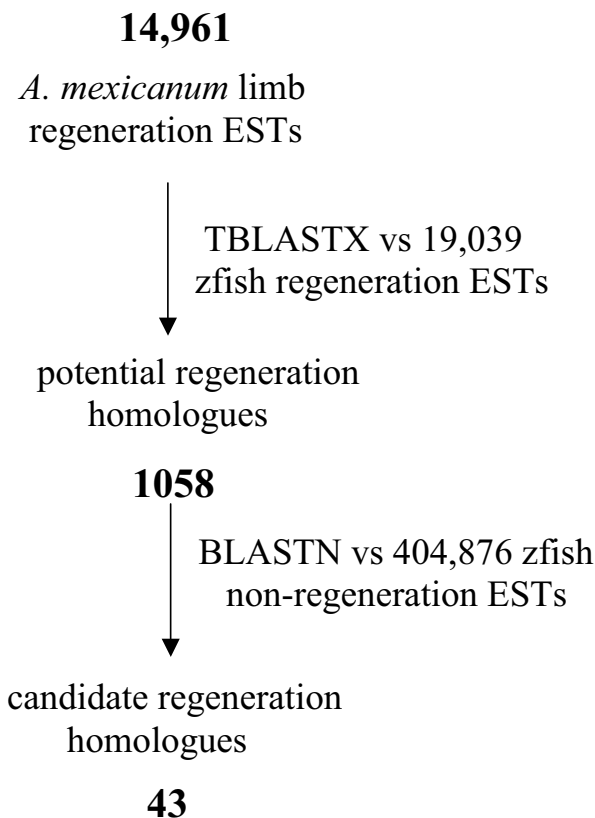 14,961
A. mexicanum limb
regeneration ESTs
TBLASTX vs 19,039
zfish regeneration ESTs
potential regeneration
homologues
1058
BLASTN vs 404,876 zfish
non-regeneration ESTs
candidate regeneration
homologues
43